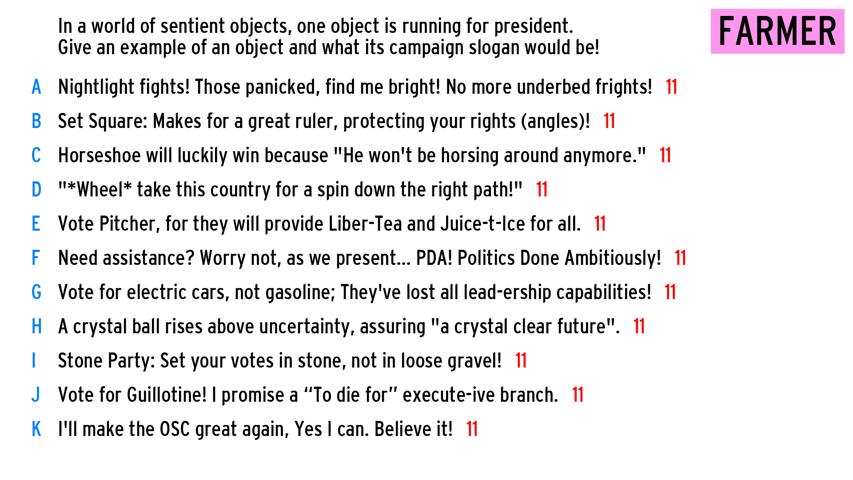 In a world of sentient objects, one object is running for president.
Give an example of an object and what its campaign slogan would be!
FARMER
A Nightlight fights! Those panicked, find me bright! No more underbed frights! 11
B Set Square: Makes for a great ruler, protecting your rights (angles)! 11
C Horseshoe will luckily win because "He won't be horsing around anymore." 11
D "*Wheel* take this country for a spin down the right path!" 11
E Vote Pitcher, for they will provide Liber-Tea and Juice-t-Ice for all. 11
F Need assistance? Worry not, as we present... PDA! Politics Done Ambitiously! 11
G Vote for electric cars, not gasoline; They've lost all lead-ership capabilities! 11
H A crystal ball rises above uncertainty, assuring "a crystal clear future". 11
I Stone Party: Set your votes in stone, not in loose gravel! 11
J Vote for Guillotine! I promise a “To die for” execute-ive branch. 11
K I'll make the OSC great again, Yes I can. Believe it! 11